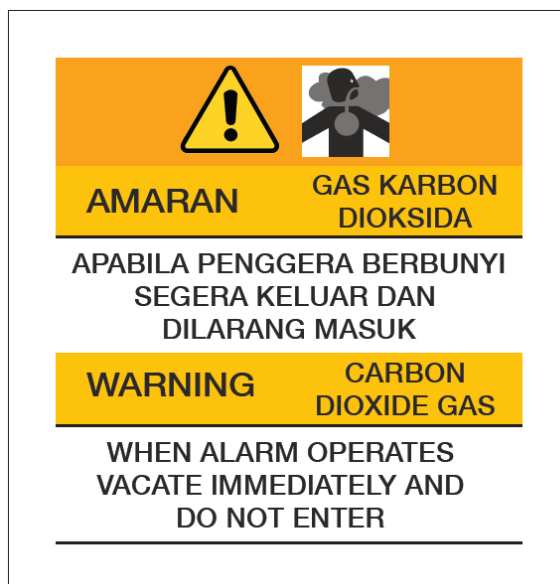 AMARAN
GAS KARBON
DIOKSIDA
APABILA PENGGERA BERBUNYI
SEGERA KELUAR DAN
DILARANG MASUK
WARNING
CARBON
DIOXIDE GAS
WHEN ALARM OPERATES
VACATE IMMEDIATELY AND
DO NOT ENTER